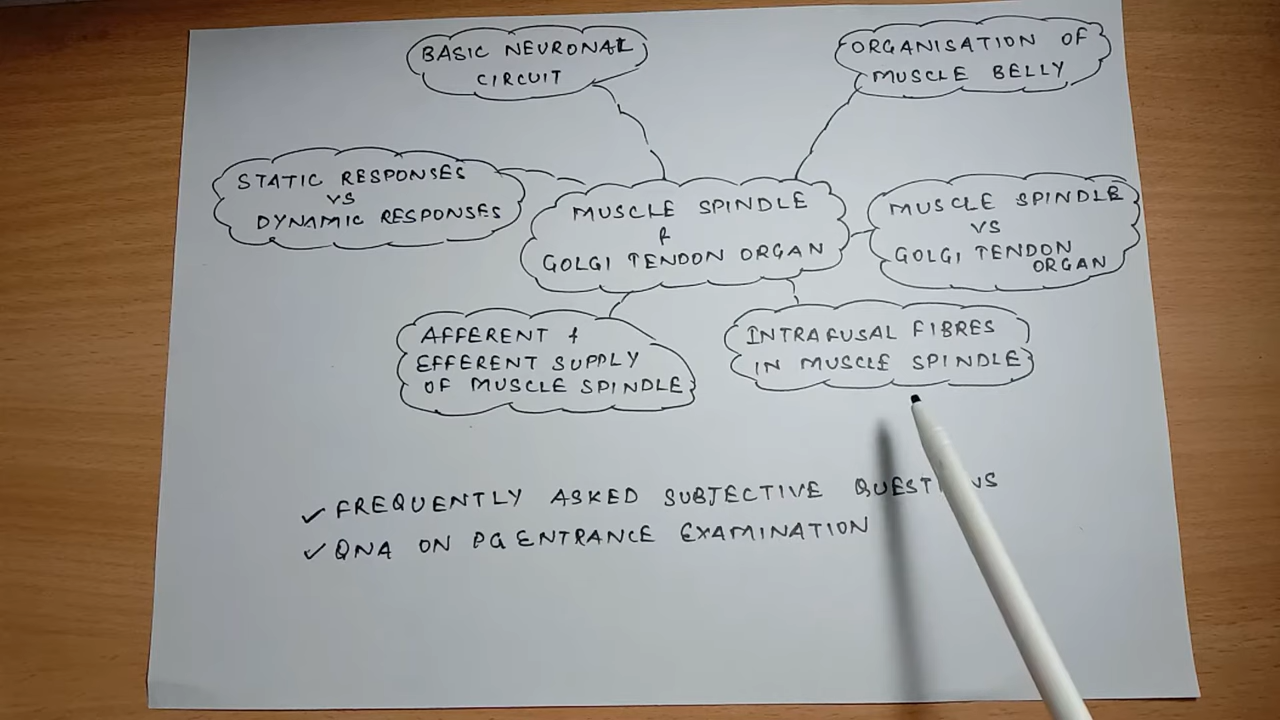 BASIC NEURONAL
CIRCUIT
ORGANISATION OF
MUSCLE BELLY
STATIC RESPONSES
VS
DYNAMIC RESPONSES
MUSCLE SPINDLE
&
GOLGI TENDON ORGAN
MUSCLE SPINDLE
VS
GOLGI TENDON
ORGAN
AFFERENT &
EFFERENT SUPPLY
OF MUSCLE SPINDLE
INTRAFUSAL FIBRES
IN MUSCLE SPINDLE
✓ FREQUENTLY ASKED SUBJECTIVE
✓ QNA ON PG ENTRANCE EXAMINATION